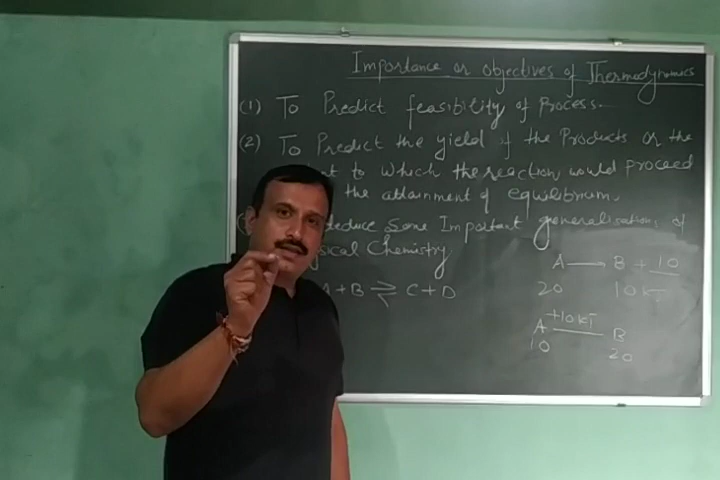 Importance or objectives of Thermodynamics
(1) To Predict feasibility of Process.
(2) To Predict the yield of the Products or the
to which the reaction would proceed
the attainment of equilibrium.
deduce Some Important generalisations of
Chemistry
A + B ⇌ C + D
A — B + 10
20 10 KJ
+10 KJ
A — B
10 20